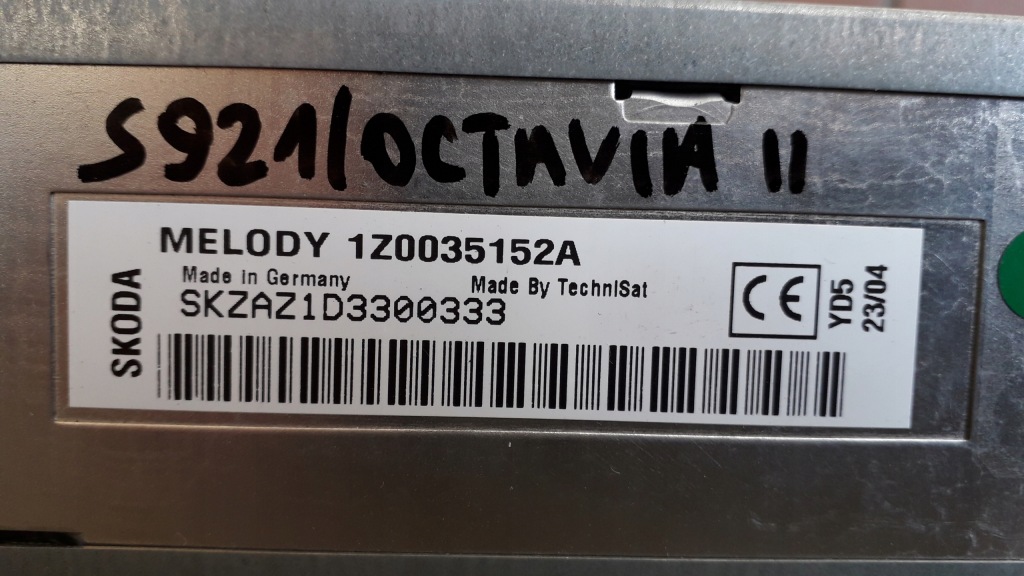 S921/OCTAVIA II
MELODY 1Z0035152A
Made in Germany Made By TechniSat
SKZAZ1D3300333
SKODA
CE
YD5
23/04